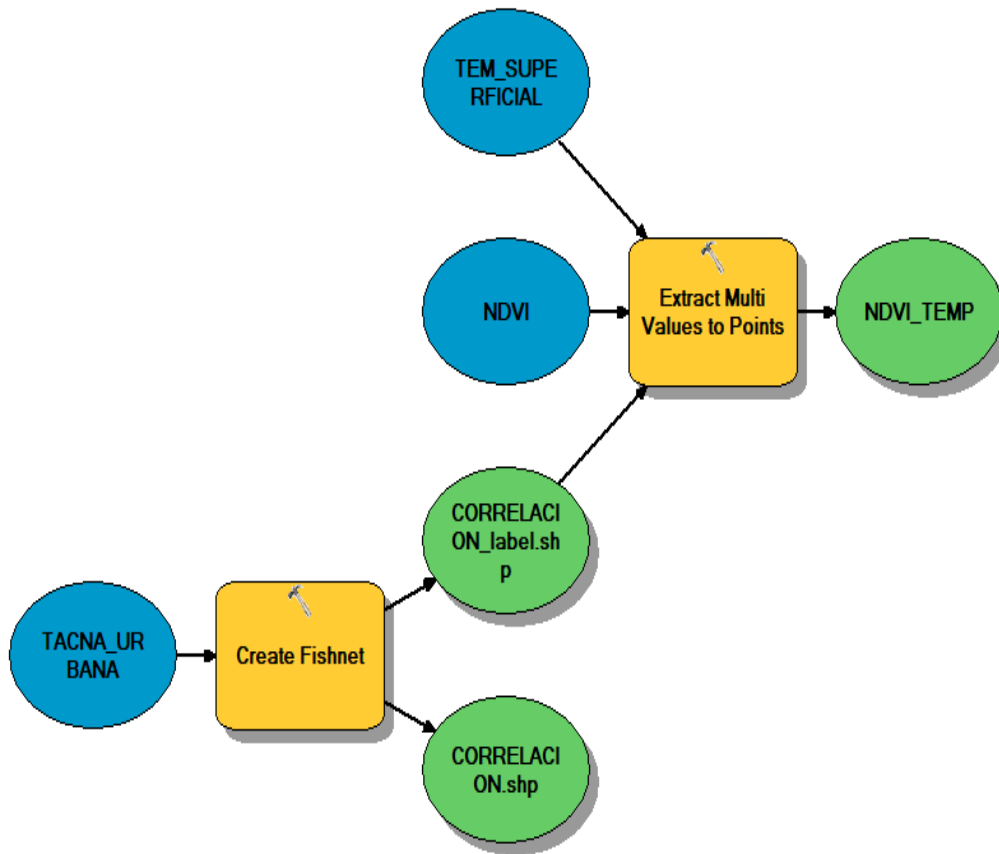 TEM_SUPE
RFICIAL
NDVI
Extract Multi
Values to Points
NDVI_TEMP
CORRELACI
ON_label.sh
p
TACNA_UR
BANA
Create Fishnet
CORRELACI
ON.shp